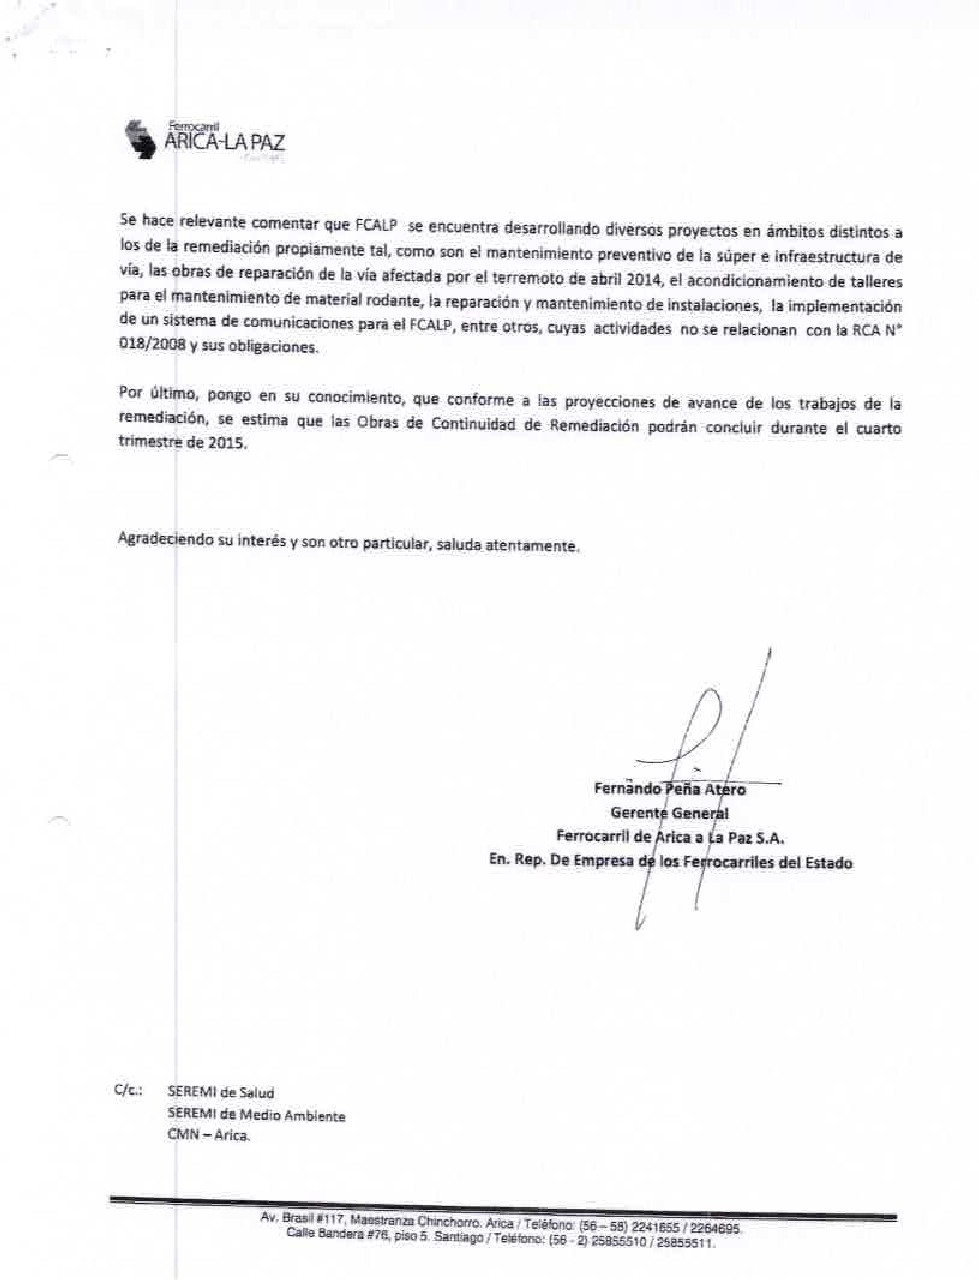 Ferrocarril
ARICA-LA PAZ
Se hace relevante comentar que FCALP se encuentra desarrollando diversos proyectos en ámbitos distintos a
los de la remediación propiamente tal, como son el mantenimiento preventivo de la súper e infraestructura de
vía, las obras de reparación de la vía afectada por el terremoto de abril 2014, el acondicionamiento de talleres
para el mantenimiento de material rodante, la reparación y mantenimiento de instalaciones, la implementación
de un sistema de comunicaciones para el FCALP, entre otros, cuyas actividades no se relacionan con la RCA N°
018/2008 y sus obligaciones.
Por último, pongo en su conocimiento, que conforme a las proyecciones de avance de los trabajos de la
remediación, se estima que las Obras de Continuidad de Remediación podrán concluir durante el cuarto
trimestre de 2015.
Agradeciendo su interés y son otro particular, saluda atentamente.
Fernando Peña Atero
Gerente General
Ferrocarril de Arica a La Paz S.A.
En. Rep. De Empresa de los Ferrocarriles del Estado
C/c.: SEREMI de Salud
SEREMI de Medio Ambiente
CMN – Arica.
Av. Brasil #117, Maestranza Chinchorro. Arica / Teléfono: (56 – 58) 2241655 / 2264695.
Calle Bandera #76, piso 5. Santiago / Teléfono: (56 - 2) 25855510 / 25855511.